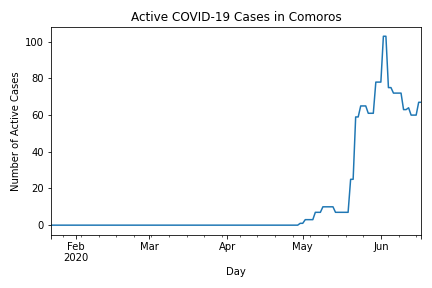 Active COVID-19 Cases in Comoros
Number of Active Cases
100
80
60
40
20
0
Feb
2020
Mar
Apr
May
Jun
Day